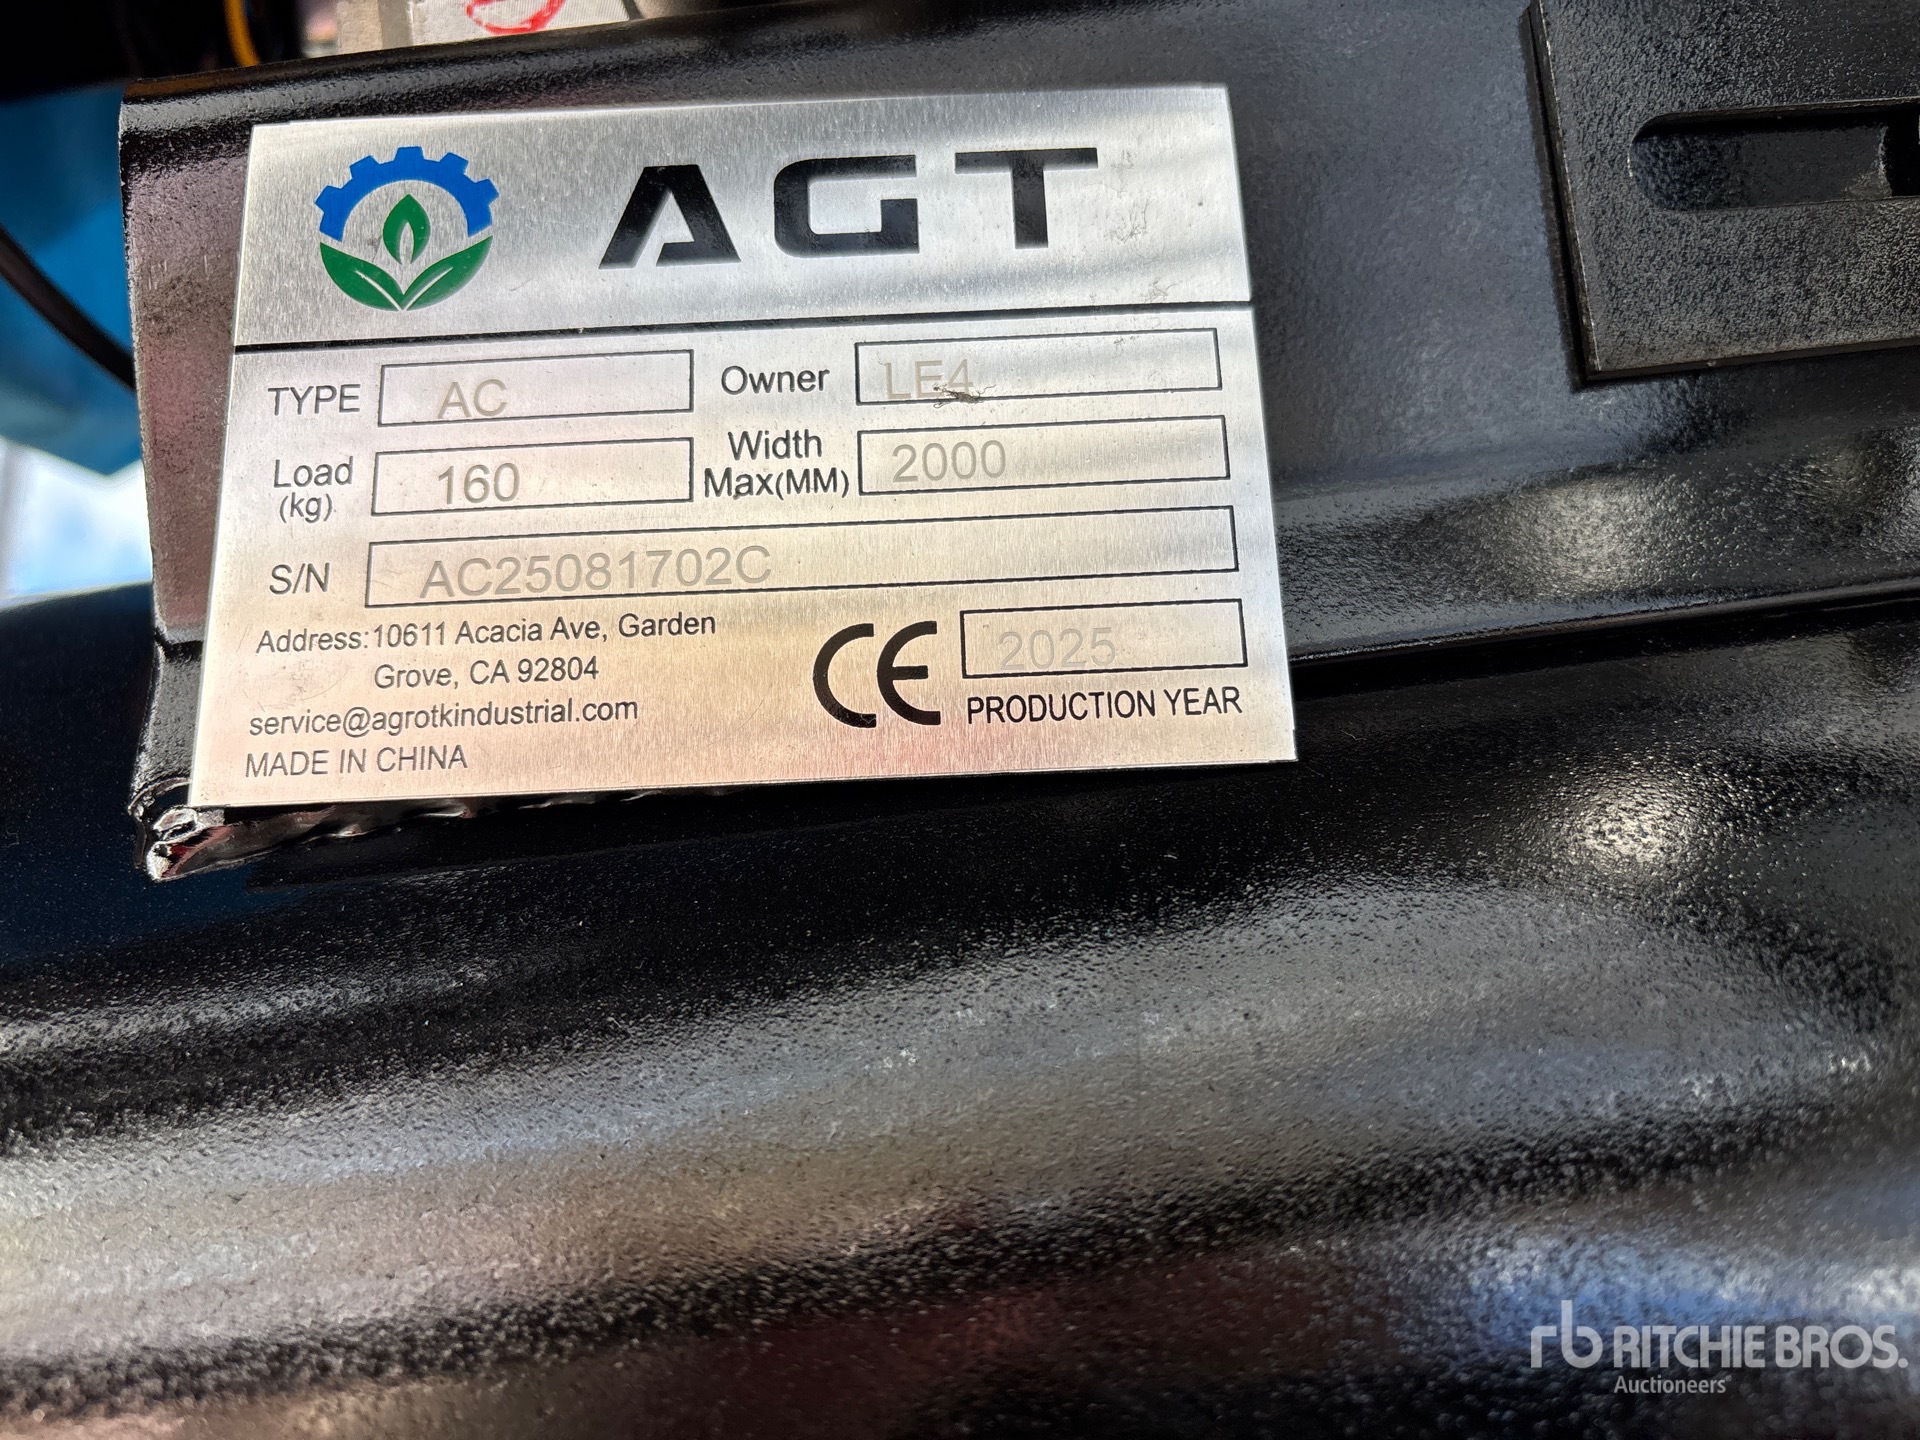 AGT
TYPE AC Owner LE4
Load (kg) 160 Width Max(MM) 2000
S/N AC25081702C
Address:10611 Acacia Ave, Garden
Grove, CA 92804
service@agrotkindustrial.com
MADE IN CHINA
CE 2025
PRODUCTION YEAR
rb RITCHIE BROS.
Auctioneers